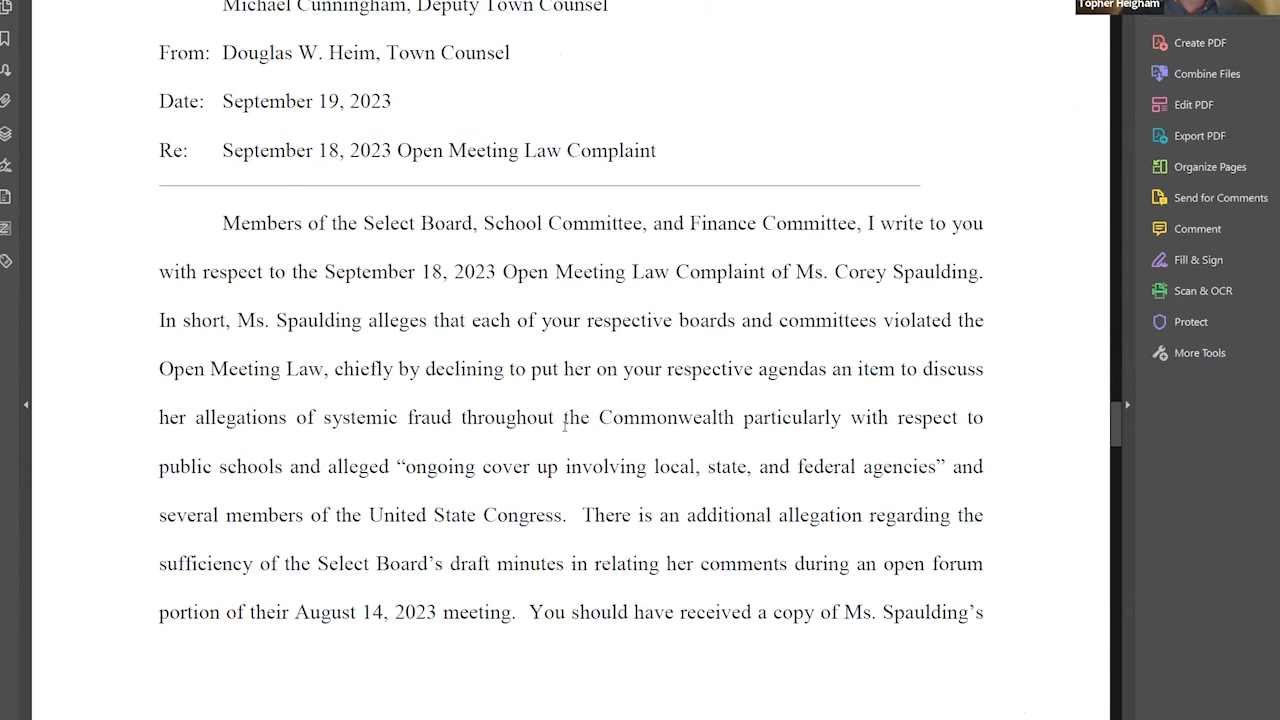 Michael Cunningham, Deputy Town Counsel
Topher Heigham
From: Douglas W. Heim, Town Counsel
Date: September 19, 2023
Re: September 18, 2023 Open Meeting Law Complaint
Members of the Select Board, School Committee, and Finance Committee, I write to you
with respect to the September 18, 2023 Open Meeting Law Complaint of Ms. Corey Spaulding.
In short, Ms. Spaulding alleges that each of your respective boards and committees violated the
Open Meeting Law, chiefly by declining to put her on your respective agendas an item to discuss
her allegations of systemic fraud throughout the Commonwealth particularly with respect to
public schools and alleged “ongoing cover up involving local, state, and federal agencies” and
several members of the United State Congress. There is an additional allegation regarding the
sufficiency of the Select Board’s draft minutes in relating her comments during an open forum
portion of their August 14, 2023 meeting. You should have received a copy of Ms. Spaulding’s
Create PDF
Combine Files
Edit PDF
Export PDF
Organize Pages
Send for Comments
Comment
Fill & Sign
Scan & OCR
Protect
More Tools